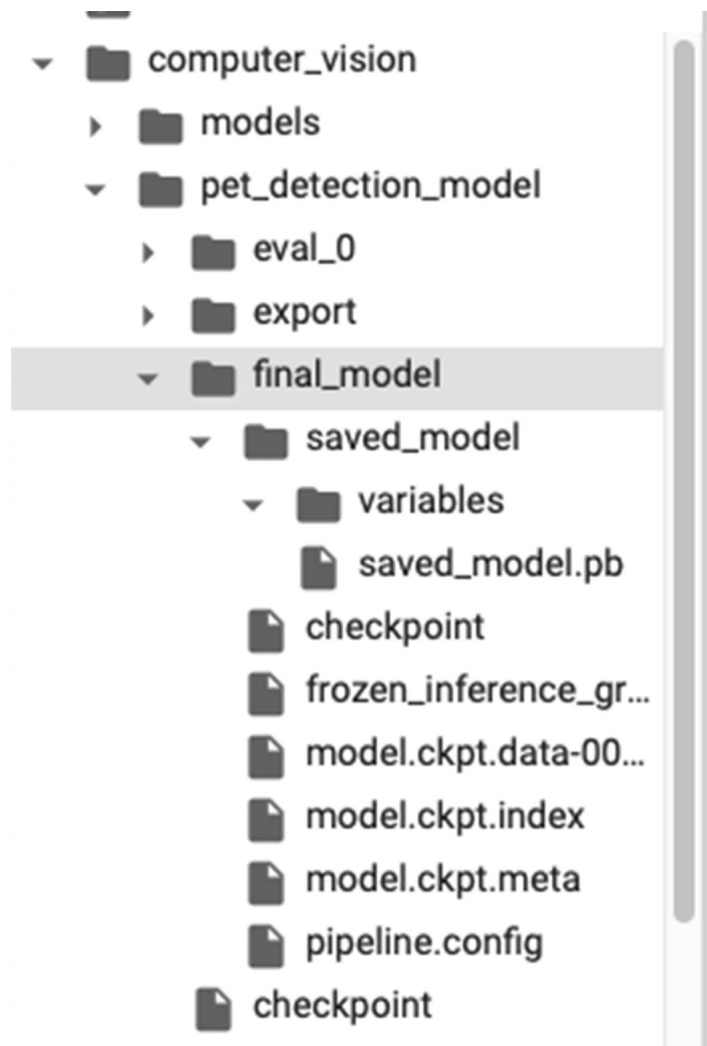 computer_vision
models
pet_detection_model
eval_0
export
final_model
saved_model
variables
saved_model.pb
checkpoint
frozen_inference_gr...
model.ckpt.data-00...
model.ckpt.index
model.ckpt.meta
pipeline.config
checkpoint